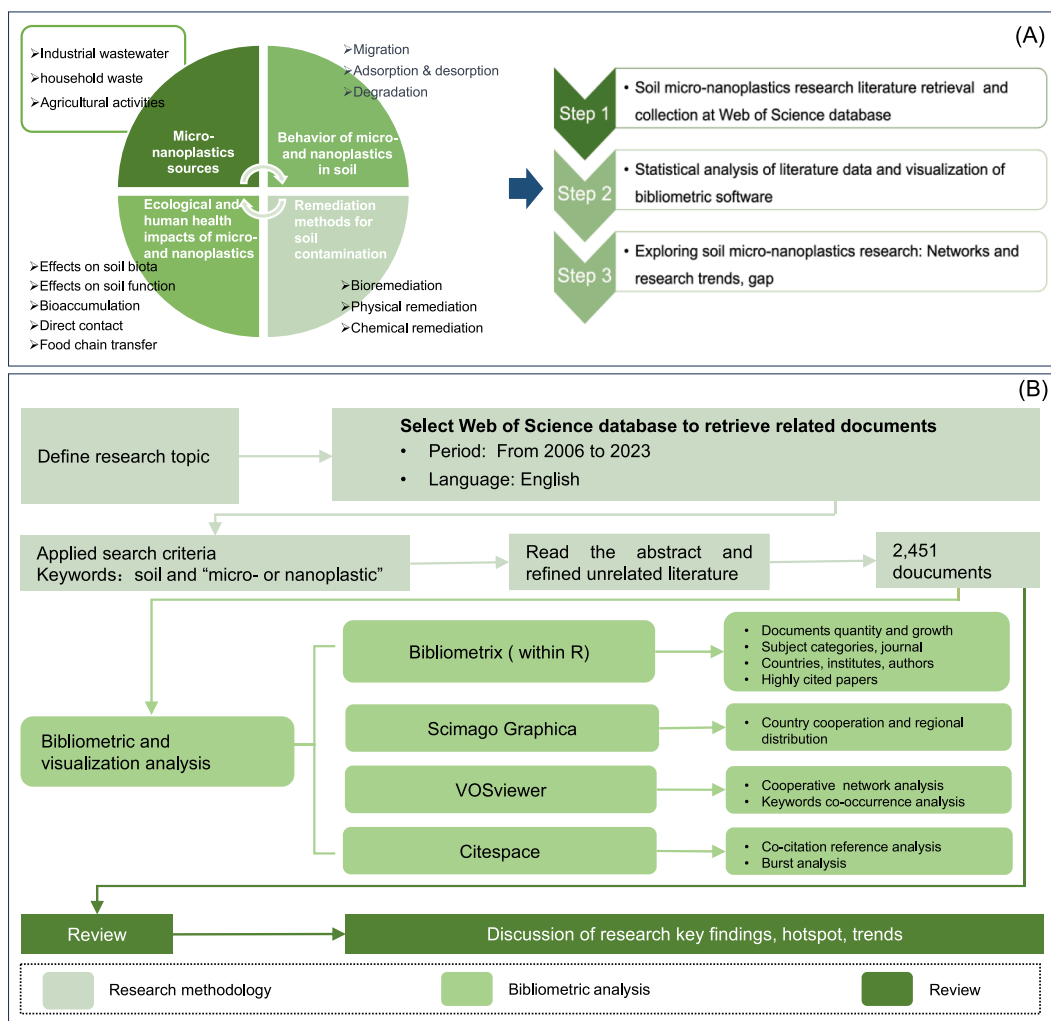 (A)
➢Industrial wastewater
➢household waste
➢Agricultural activities
➢Migration
➢Adsorption & desorption
➢Degradation
Micro-
nanoplastics
sources
Behavior of micro-
and nanoplastics
in soil
Ecological and
human health
impacts of micro-
and nanoplastics
Remediation
methods for
soil
contamination
➢Effects on soil biota
➢Effects on soil function
➢Bioaccumulation
➢Direct contact
➢Food chain transfer
➢Bioremediation
➢Physical remediation
➢Chemical remediation
Step 1
• Soil micro-nanoplastics research literature retrieval and
collection at Web of Science database
Step 2
• Statistical analysis of literature data and visualization of
bibliometric software
Step 3
• Exploring soil micro-nanoplastics research: Networks and
research trends, gap
(B)
Define research topic
Select Web of Science database to retrieve related documents
• Period: From 2006 to 2023
• Language: English
Applied search criteria
Keywords：soil and “micro- or nanoplastic”
Read the abstract and
refined unrelated literature
2,451
doucuments
Bibliometric and
visualization analysis
Bibliometrix ( within R)
• Documents quantity and growth
• Subject categories, journal
• Countries, institutes, authors
• Highly cited papers
Scimago Graphica
• Country cooperation and regional
distribution
VOSviewer
• Cooperative network analysis
• Keywords co-occurrence analysis
Citespace
• Co-citation reference analysis
• Burst analysis
Review
Discussion of research key findings, hotspot, trends
Research methodology
Bibliometric analysis
Review